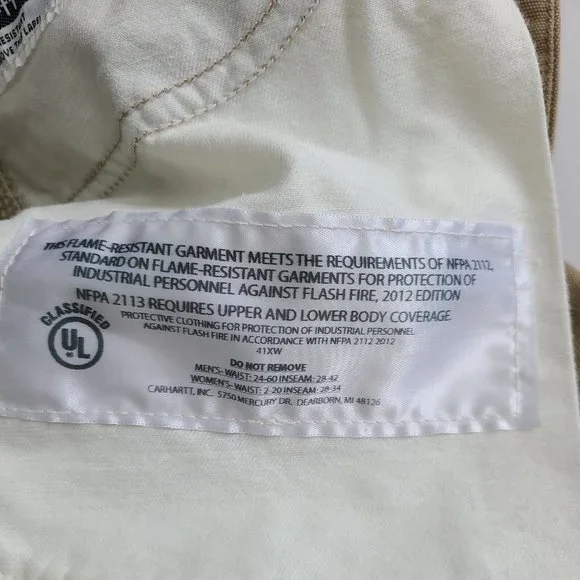 RESISTANT
THIS FLAME-RESISTANT GARMENT MEETS THE REQUIREMENTS OF NFPA 2112,
STANDARD ON FLAME-RESISTANT GARMENTS FOR PROTECTION OF
INDUSTRIAL PERSONNEL AGAINST FLASH FIRE, 2012 EDITION
NFPA 2113 REQUIRES UPPER AND LOWER BODY COVERAGE
PROTECTIVE CLOTHING FOR PROTECTION OF INDUSTRIAL PERSONNEL
AGAINST FLASH FIRE IN ACCORDANCE WITH NFPA 2112 2012
41XW
CLASSIFIED
UL
DO NOT REMOVE
MEN'S- WAIST: 24-60 INSEAM: 28-42
WOMEN'S- WAIST: 2-20 INSEAM: 28-34
CARHARTT, INC. 5750 MERCURY DR. DEARBORN, MI 48126